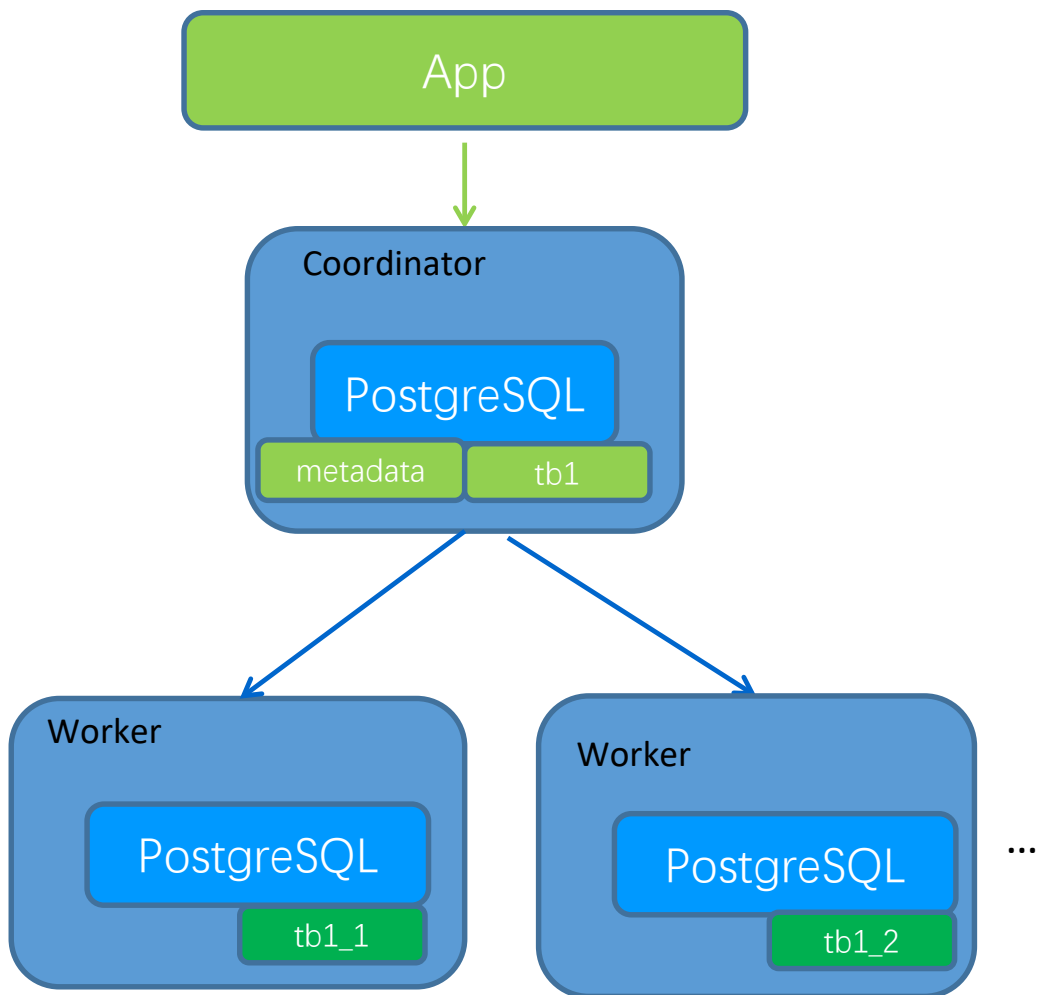 App
Coordinator
PostgreSQL
metadata
tb1
Worker
PostgreSQL
tb1_1
Worker
PostgreSQL
tb1_2
...